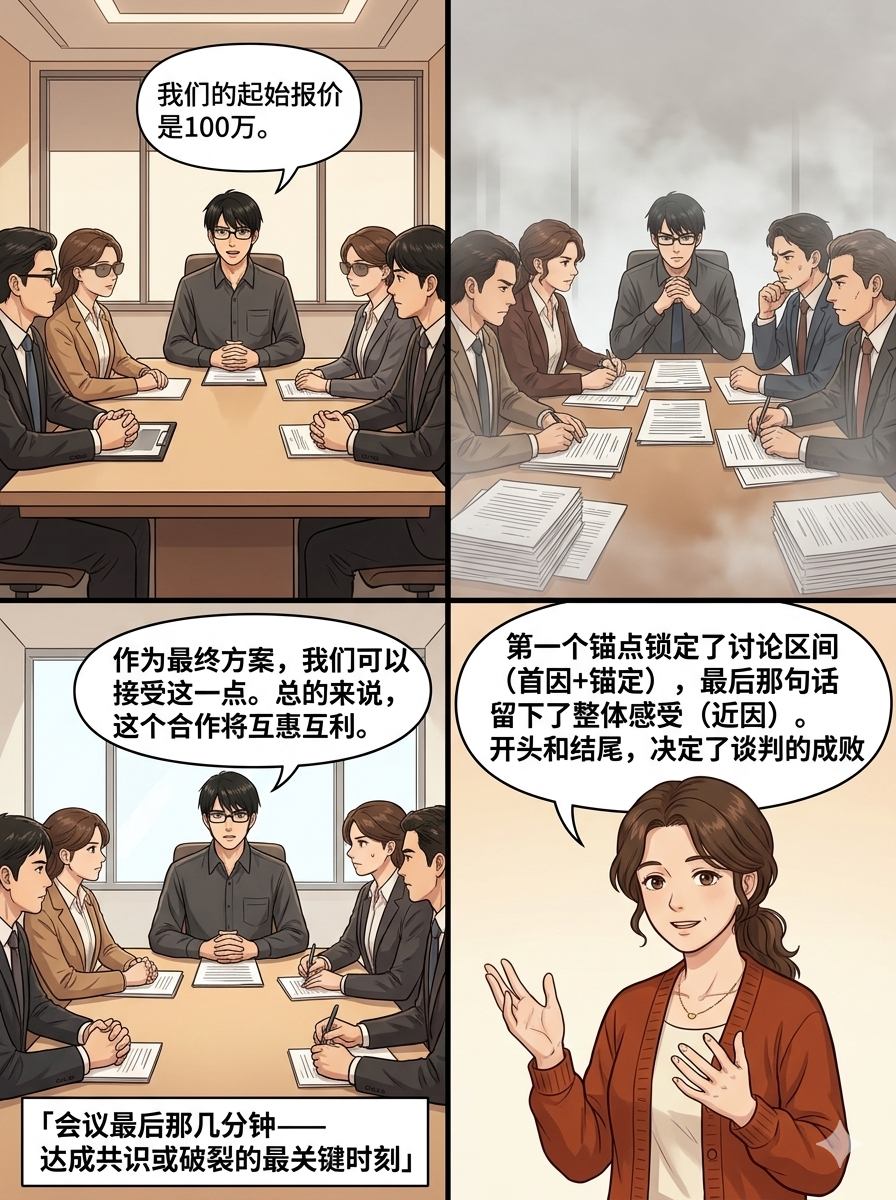 我们的起始报价
是100万。
作为最终方案，我们可以
接受这一点。总的来说，
这个合作将互惠互利。
「会议最后那几分钟——
达成共识或破裂的最关键时刻」
第一个锚点锁定了讨论区间
（首因+锚定），最后那句话
留下了整体感受（近因）。
开头和结尾，决定了谈判的成败